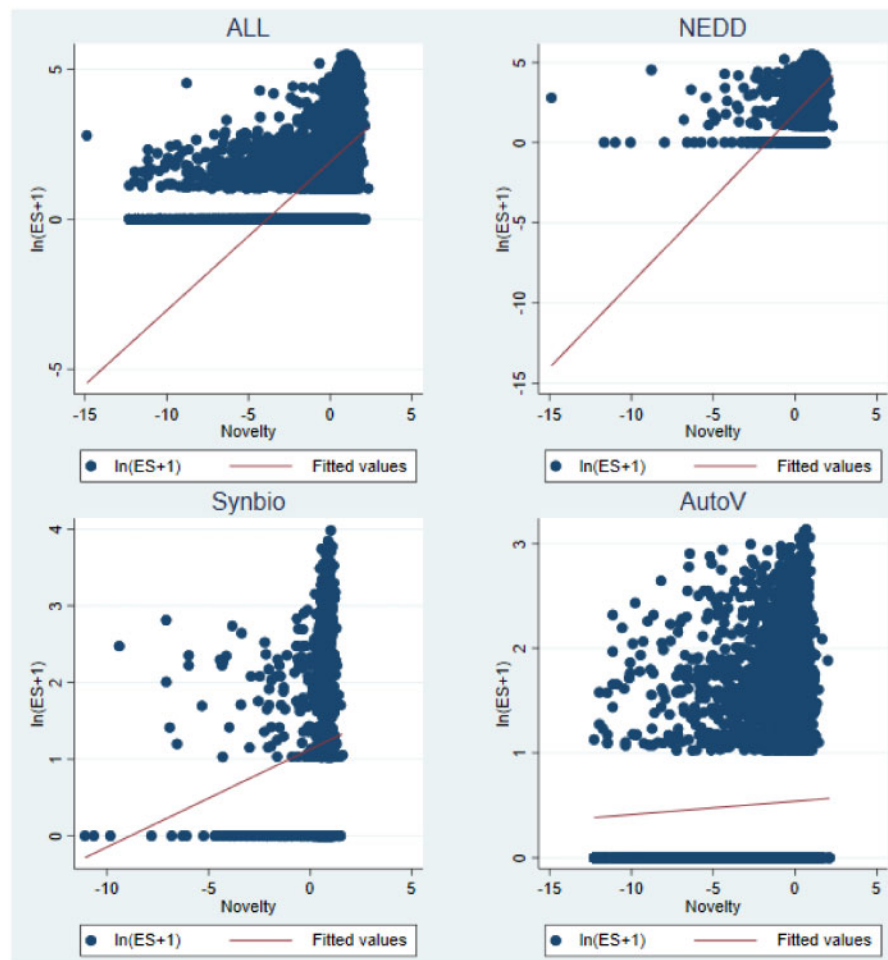 ALL
ln(ES+1)
5
0
-5
-15 -10 -5 0 5
Novelty
ln(ES+1) Fitted values
NEDD
ln(ES+1)
5
0
-5
-10
-15
-15 -10 -5 0 5
Novelty
ln(ES+1) Fitted values
Synbio
ln(ES+1)
4
3
2
1
0
-10 -5 0 5
Novelty
ln(ES+1) Fitted values
AutoV
ln(ES+1)
3
2
1
0
-15 -10 -5 0 5
Novelty
ln(ES+1) Fitted values